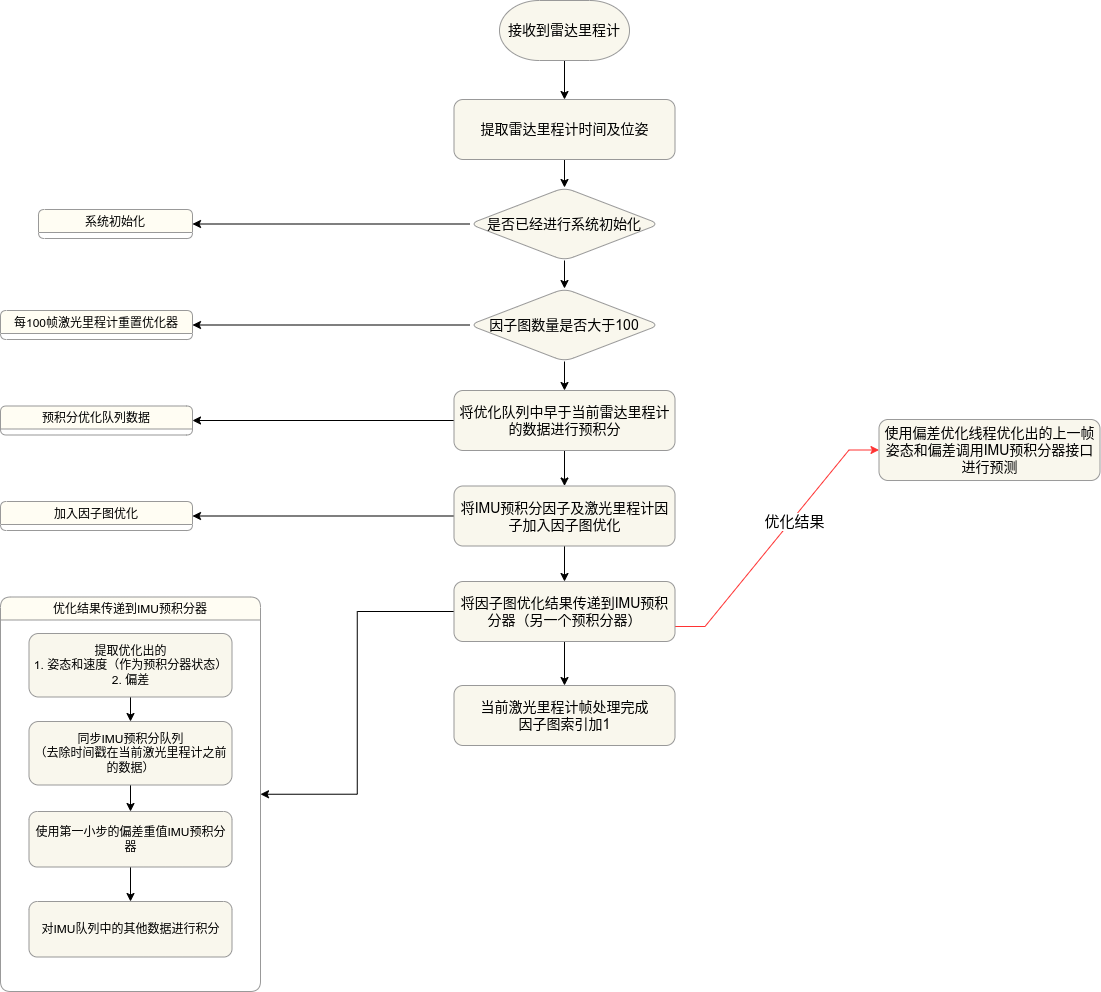 接收到雷达里程计
提取雷达里程计时间及位姿
系统初始化
是否已经进行系统初始化
每100帧激光里程计重置优化器
因子图数量是否大于100
预积分优化队列数据
将优化队列中早于当前雷达里程计
的数据进行预积分
使用偏差优化线程优化出的上一帧
姿态和偏差调用IMU预积分器接口
进行预测
加入因子图优化
将IMU预积分因子及激光里程计因
子加入因子图优化
优化结果
将因子图优化结果传递到IMU预积
分器（另一个预积分器）
当前激光里程计帧处理完成
因子图索引加1
优化结果传递到IMU预积分器
提取优化出的
1. 姿态和速度（作为预积分器状态）
2. 偏差
同步IMU预积分队列
（去除时间戳在当前激光里程计之前
的数据）
使用第一小步的偏差重值IMU预积分
器
对IMU队列中的其他数据进行积分